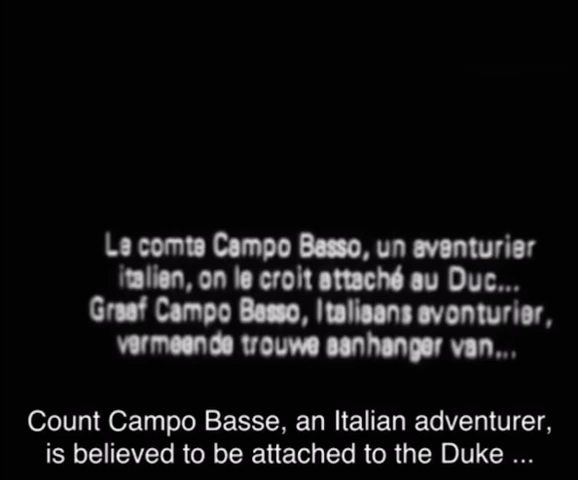 Le comte Campo Basso, un aventurier
italien, on le croit attaché au Duc...
Graaf Campo Basso, Italiaans avonturier,
vermeende trouwe aanhanger van...
Count Campo Basse, an Italian adventurer,
is believed to be attached to the Duke ...